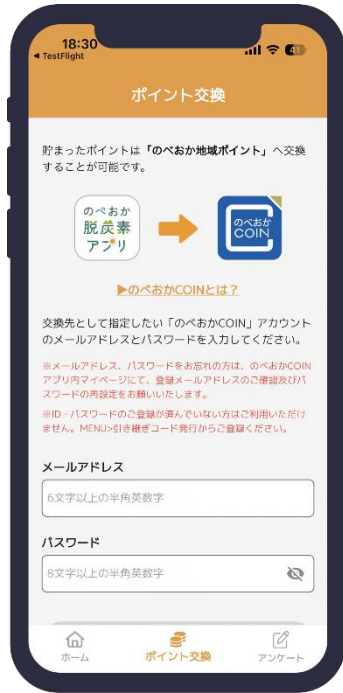 18:30
◀ TestFlight
41
ポイント交換
貯まったポイントは「のべおか地域ポイント」へ交換
することが可能です。
のべおか
脱炭素
アプリ
のべおか
COIN
▶のべおかCOINとは？
交換先として指定したい「のべおかCOIN」アカウント
のメールアドレスとパスワードを入力してください。
※メールアドレス、パスワードをお忘れの方は、のべおかCOIN
アプリ内マイページにて、登録メールアドレスのご確認及びパ
スワードの再設定をお願いいたします。
※ID・パスワードのご登録が済んでいない方はご利用いただけ
ません。MENU>引き継ぎコード発行からご登録ください。
メールアドレス
6文字以上の半角英数字
パスワード
8文字以上の半角英数字
ホーム
ポイント交換
アンケート